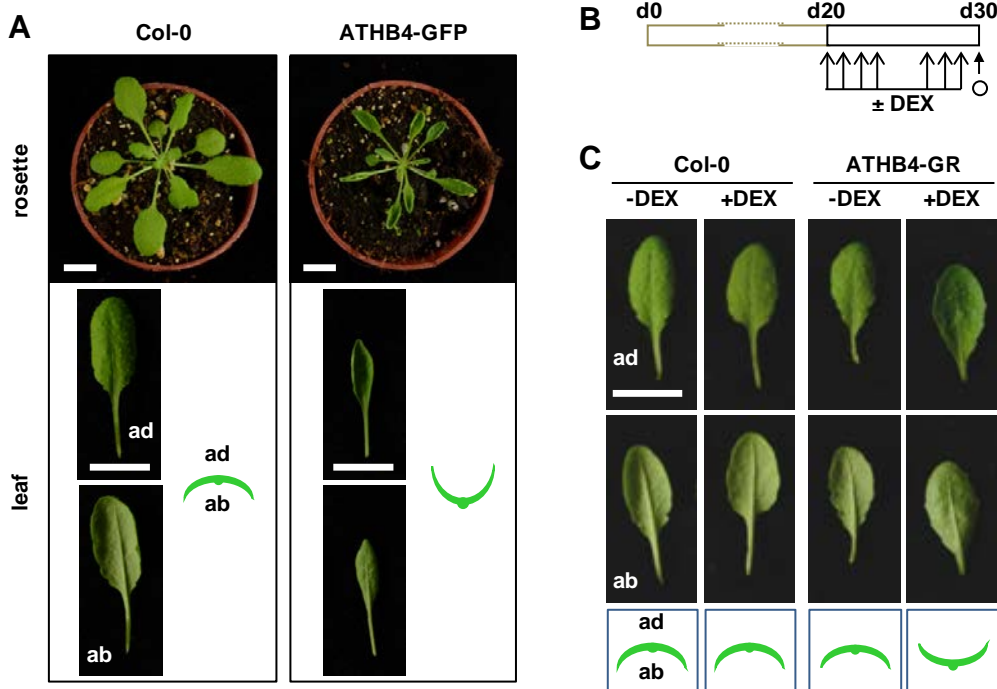 A
Col-0
ATHB4-GFP
rosette
leaf
ad
ab
ad
ab
B
d0
d20
d30
± DEX
C
Col-0
ATHB4-GR
-DEX
+DEX
-DEX
+DEX
ad
ab
ad
ab